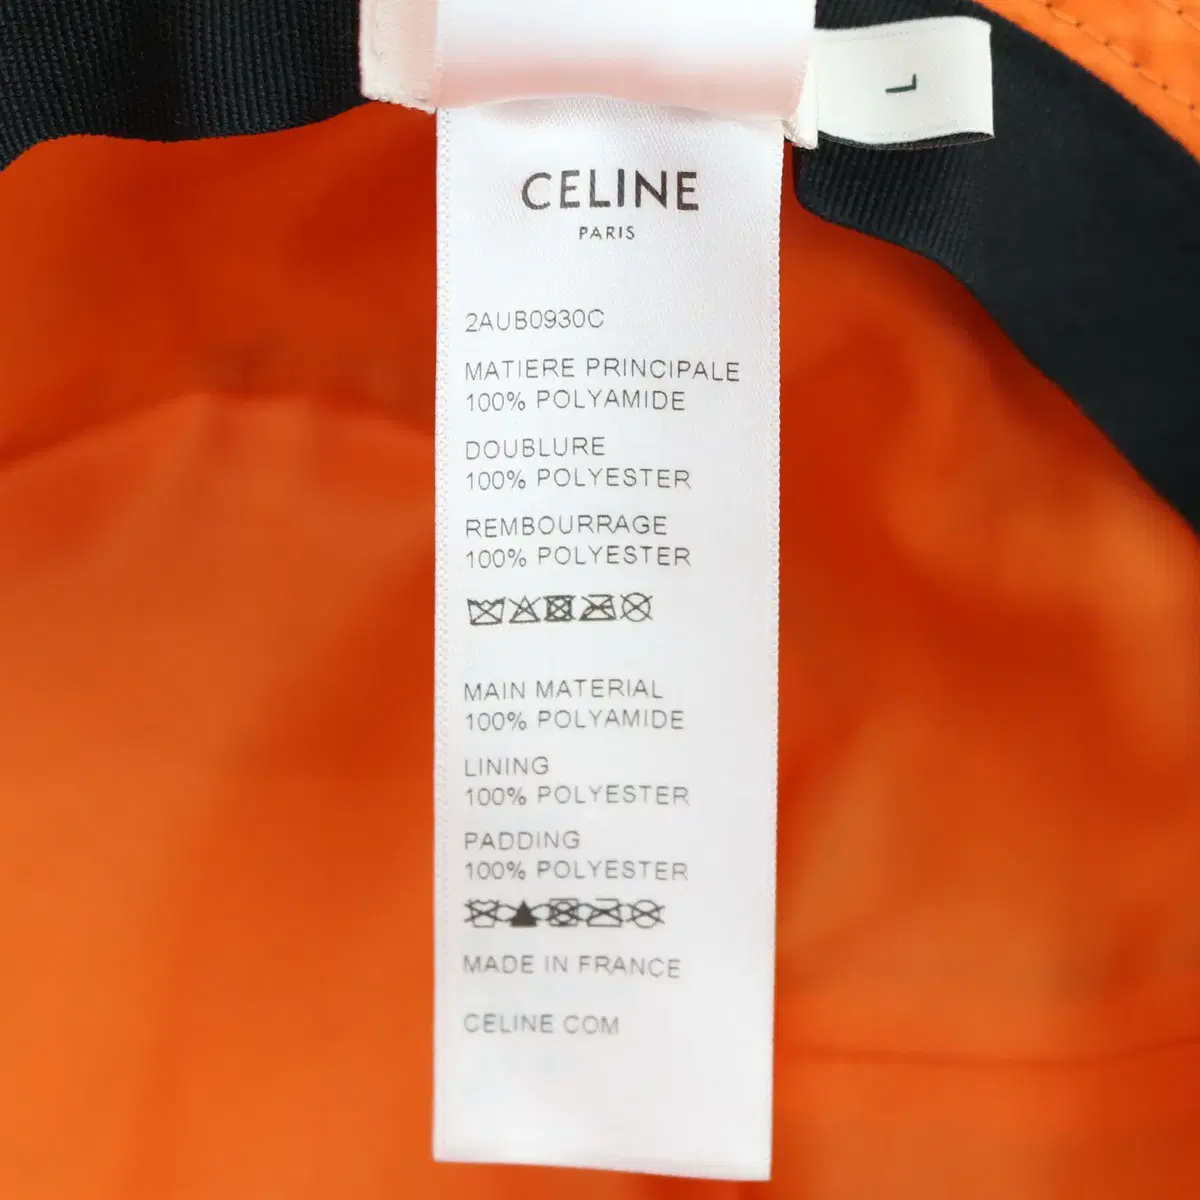 L
CELINE
PARIS
2AUB0930C
MATIERE PRINCIPALE
100% POLYAMIDE
DOUBLURE
100% POLYESTER
REMBOURRAGE
100% POLYESTER
MAIN MATERIAL
100% POLYAMIDE
LINING
100% POLYESTER
PADDING
100% POLYESTER
MADE IN FRANCE
CELINE.COM